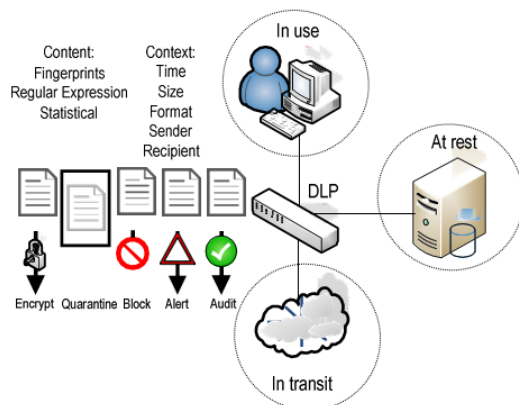 Content:
Fingerprints
Regular Expression
Statistical
Context:
Time
Size
Format
Sender
Recipient
In use
At rest
DLP
Encrypt
Quarantine
Block
Alert
Audit
In transit